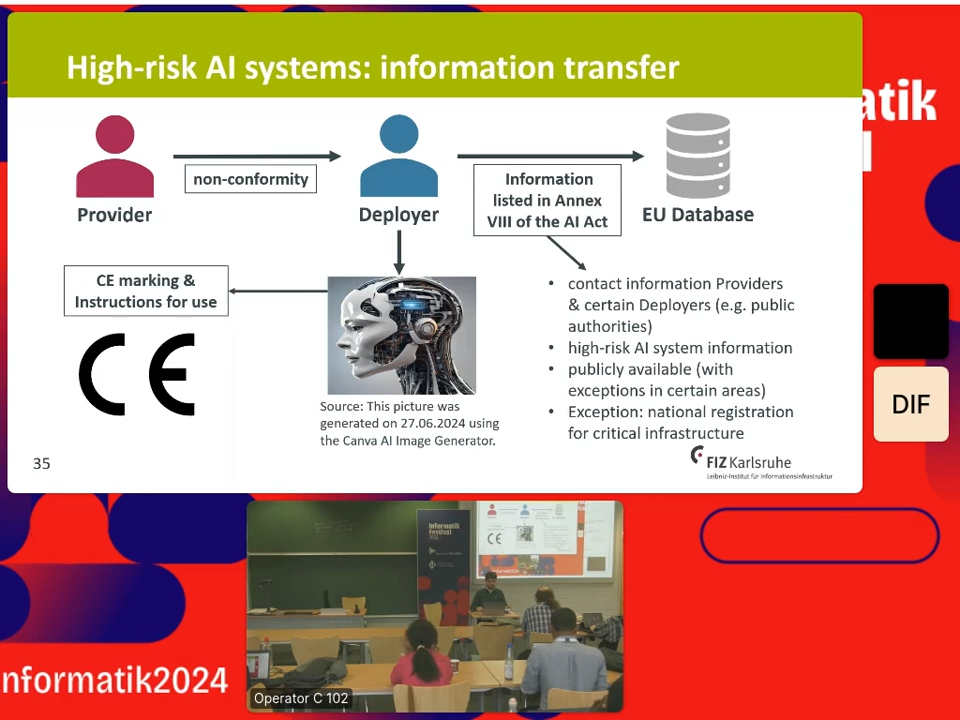 High-risk AI systems: information transfer
atik
non-conformity
Information
listed in Annex
VIII of the AI Act
Provider
Deployer
EU Database
CE marking &
Instructions for use
CE
• contact information Providers
& certain Deployers (e.g. public
authorities)
• high-risk AI system information
• publicly available (with
exceptions in certain areas)
• Exception: national registration
for critical infrastructure
DIF
Source: This picture was
generated on 27.06.2024 using
the Canva AI Image Generator.
35
FIZ Karlsruhe
Leibniz-Institut für Informationsinfrastruktur
Informatik
Festival
2024
CE
nformatik2024
Operator C 102